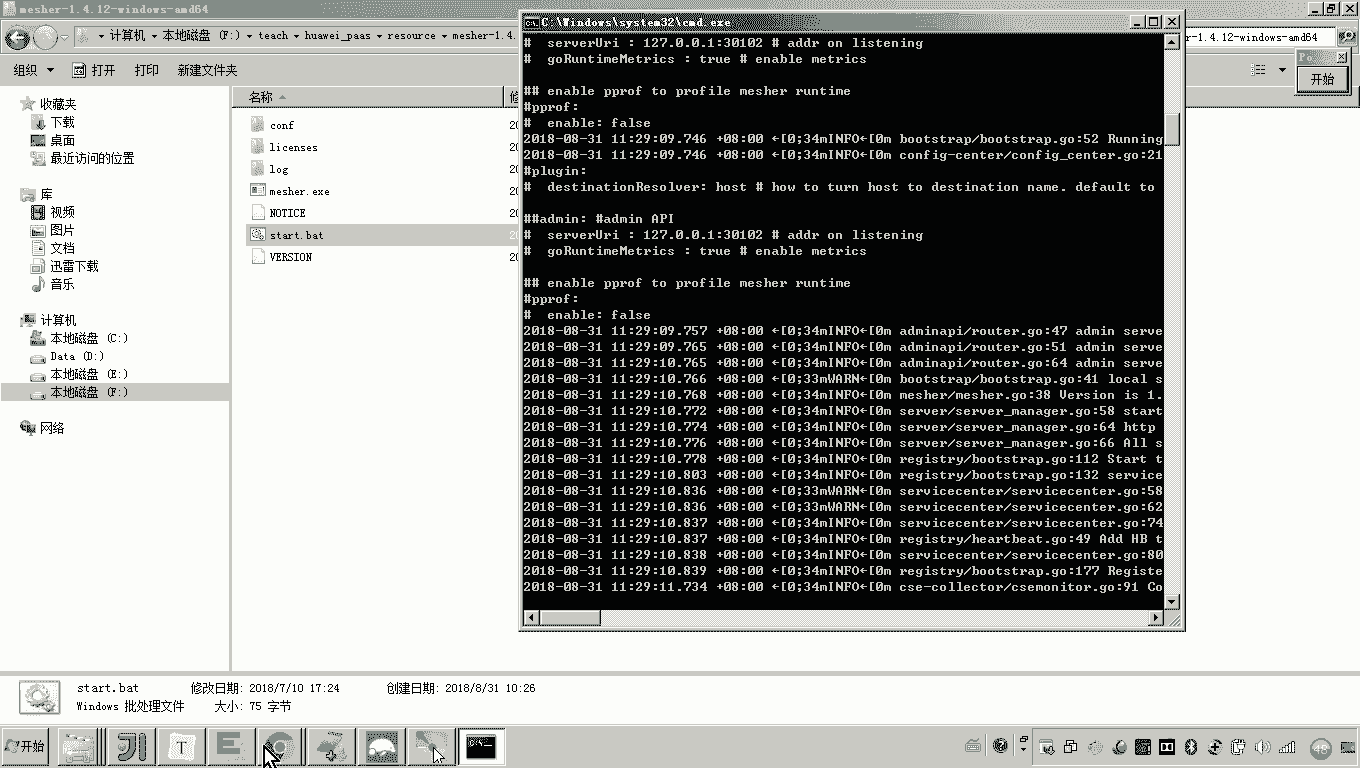 mesher-1.4.12-windows-amd64
计算机 本地磁盘 (F:) teach huawei_paas resource mesher-1.4.
r-1.4.12-windows-amd64
组织 打开 打印 新建文件夹
开始
收藏夹
下载
桌面
最近访问的位置
库
视频
图片
文档
迅雷下载
音乐
计算机
本地磁盘 (C:)
Data (D:)
本地磁盘 (E:)
本地磁盘 (F:)
网络
名称
conf
licenses
log
mesher.exe
NOTICE
start.bat
VERSION
C:\Windows\system32\cmd.exe
#  serverUri : 127.0.0.1:30102 # addr on listening
#  goRuntimeMetrics : true # enable metrics
## enable pprof to profile mesher runtime
#pprof:
#  enable: false
2018-08-31 11:29:09.746 +08:00 ←[0;34mINFO←[0m bootstrap/bootstrap.go:52 Running
2018-08-31 11:29:09.746 +08:00 ←[0;34mINFO←[0m config-center/config_center.go:21
#plugin:
#  destinationResolver: host # how to turn host to destination name. default to
##admin: #admin API
#  serverUri : 127.0.0.1:30102 # addr on listening
#  goRuntimeMetrics : true # enable metrics
## enable pprof to profile mesher runtime
#pprof:
#  enable: false
2018-08-31 11:29:09.757 +08:00 ←[0;34mINFO←[0m adminapi/router.go:47 admin serve
2018-08-31 11:29:09.765 +08:00 ←[0;34mINFO←[0m adminapi/router.go:51 admin serve
2018-08-31 11:29:10.765 +08:00 ←[0;34mINFO←[0m adminapi/router.go:64 admin serve
2018-08-31 11:29:10.766 +08:00 ←[0;33mWARN←[0m bootstrap/bootstrap.go:41 local s
2018-08-31 11:29:10.768 +08:00 ←[0;34mINFO←[0m mesher/mesher.go:38 Version is 1.
2018-08-31 11:29:10.772 +08:00 ←[0;34mINFO←[0m server/server_manager.go:58 start
2018-08-31 11:29:10.774 +08:00 ←[0;34mINFO←[0m server/server_manager.go:64 http
2018-08-31 11:29:10.776 +08:00 ←[0;34mINFO←[0m server/server_manager.go:66 All s
2018-08-31 11:29:10.778 +08:00 ←[0;34mINFO←[0m registry/bootstrap.go:112 Start t
2018-08-31 11:29:10.803 +08:00 ←[0;34mINFO←[0m registry/bootstrap.go:132 service
2018-08-31 11:29:10.836 +08:00 ←[0;33mWARN←[0m servicecenter/servicecenter.go:58
2018-08-31 11:29:10.836 +08:00 ←[0;33mWARN←[0m servicecenter/servicecenter.go:62
2018-08-31 11:29:10.837 +08:00 ←[0;34mINFO←[0m servicecenter/servicecenter.go:74
2018-08-31 11:29:10.837 +08:00 ←[0;34mINFO←[0m registry/heartbeat.go:49 Add HB t
2018-08-31 11:29:10.838 +08:00 ←[0;34mINFO←[0m servicecenter/servicecenter.go:80
2018-08-31 11:29:10.839 +08:00 ←[0;34mINFO←[0m registry/bootstrap.go:177 Registe
2018-08-31 11:29:11.734 +08:00 ←[0;34mINFO←[0m cse-collector/csemonitor.go:91 Co
start.bat 修改日期: 2018/7/10 17:24 创建日期: 2018/8/31 10:26
Windows 批处理文件 大小: 75 字节
开始
48